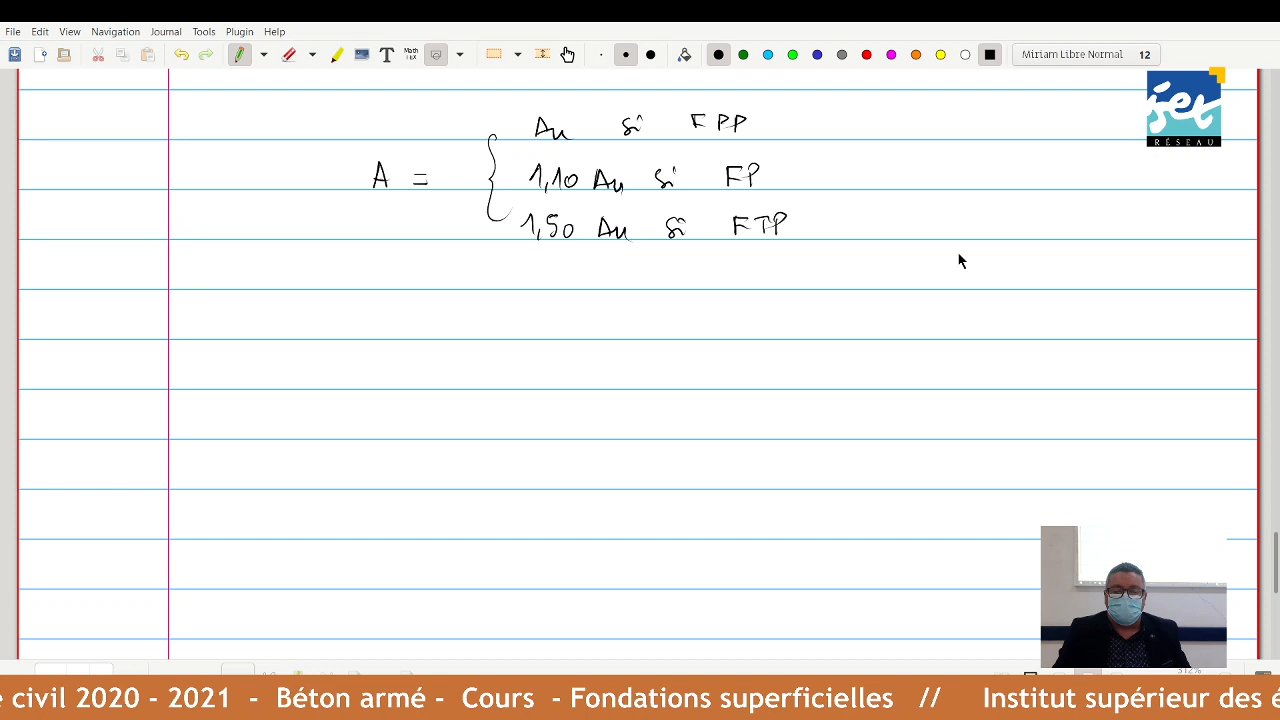 File Edit View Navigation Journal Tools Plugin Help
Miriam Libre Normal 12
iset
RÉSEAU
Au si FPP
A = { 1,10 Au si FP
1,50 Au si FTP
e civil 2020 - 2021 - Béton armé - Cours - Fondations superficielles // Institut supérieur des é